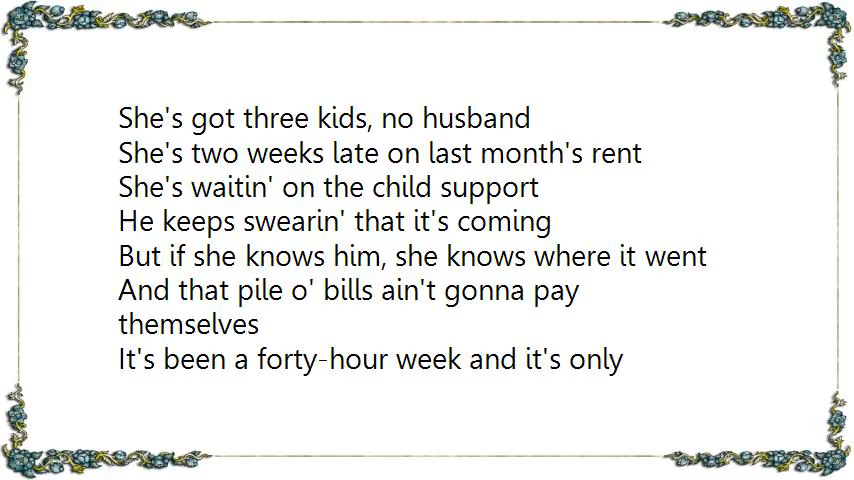 She's got three kids, no husband
She's two weeks late on last month's rent
She's waitin' on the child support
He keeps swearin' that it's coming
But if she knows him, she knows where it went
And that pile o' bills ain't gonna pay
themselves
It's been a forty-hour week and it's only